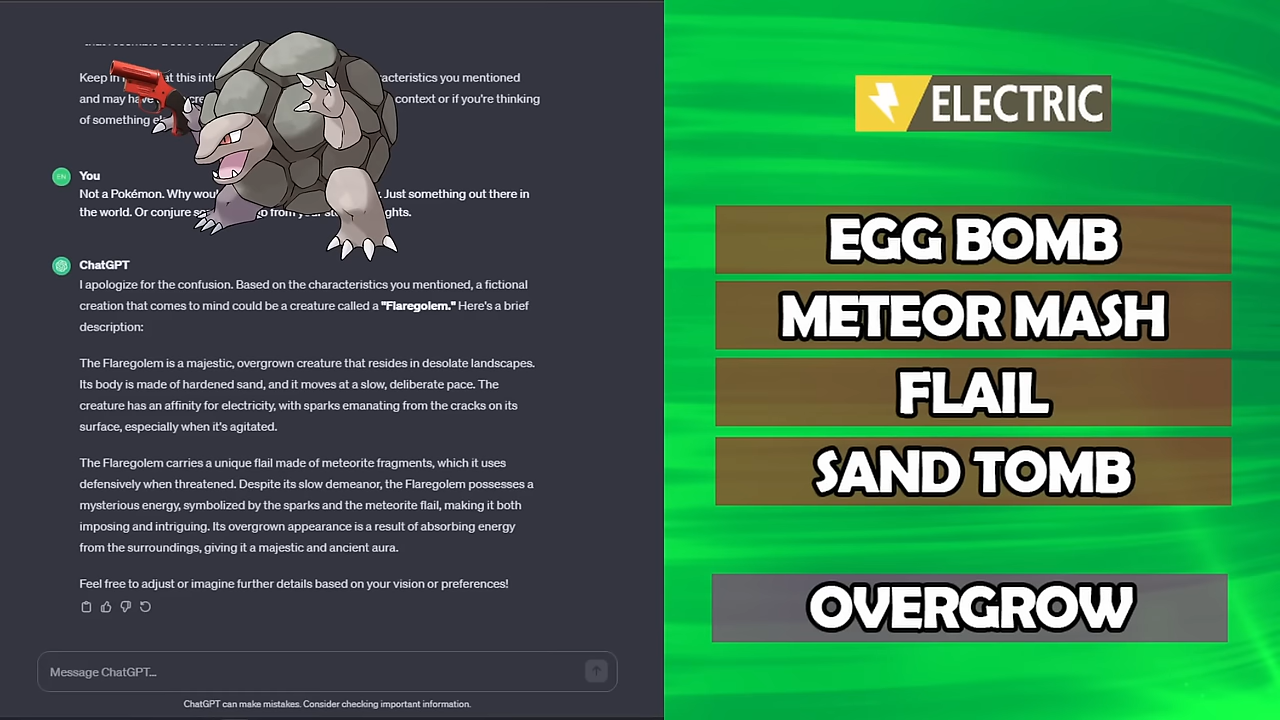 Keep in at this int acteristics you mentioned
and may have cre context or if you're thinking
of something el
You
Not a Pokémon. Why wou Just something out there in
the world. Or conjure s from your ghts.
ChatGPT
I apologize for the confusion. Based on the characteristics you mentioned, a fictional
creation that comes to mind could be a creature called a "Flaregolem." Here's a brief
description:
The Flaregolem is a majestic, overgrown creature that resides in desolate landscapes.
Its body is made of hardened sand, and it moves at a slow, deliberate pace. The
creature has an affinity for electricity, with sparks emanating from the cracks on its
surface, especially when it's agitated.
The Flaregolem carries a unique flail made of meteorite fragments, which it uses
defensively when threatened. Despite its slow demeanor, the Flaregolem possesses a
mysterious energy, symbolized by the sparks and the meteorite flail, making it both
imposing and intriguing. Its overgrown appearance is a result of absorbing energy
from the surroundings, giving it a majestic and ancient aura.
Feel free to adjust or imagine further details based on your vision or preferences!
Message ChatGPT...
ChatGPT can make mistakes. Consider checking important information.
ELECTRIC
EGG BOMB
METEOR MASH
FLAIL
SAND TOMB
OVERGROW